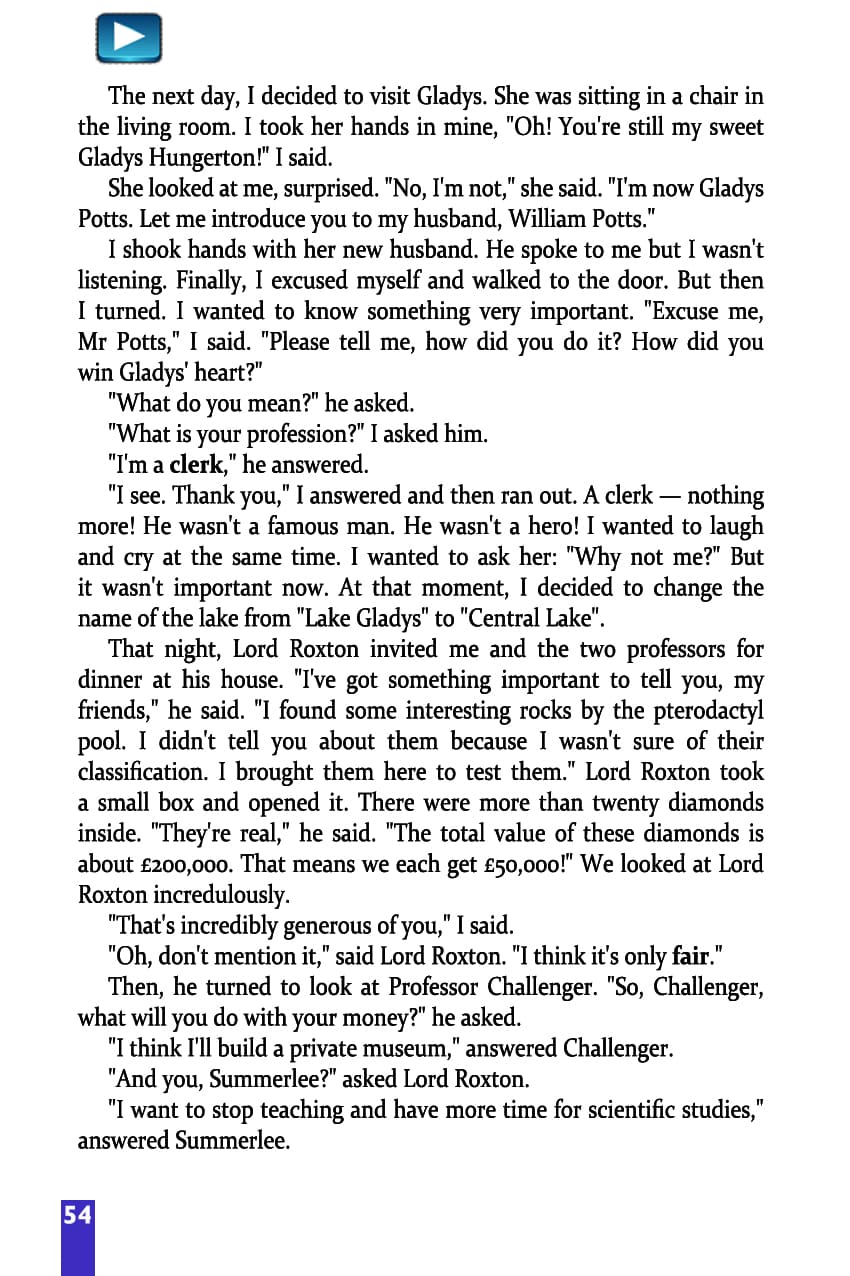 The next day, I decided to visit Gladys. She was sitting in a chair in
the living room. I took her hands in mine, "Oh! You're still my sweet
Gladys Hungerton!" I said.
She looked at me, surprised. "No, I'm not," she said. "I'm now Gladys
Potts. Let me introduce you to my husband, William Potts."
I shook hands with her new husband. He spoke to me but I wasn't
listening. Finally, I excused myself and walked to the door. But then
I turned. I wanted to know something very important. "Excuse me,
Mr Potts," I said. "Please tell me, how did you do it? How did you
win Gladys' heart?"
"What do you mean?" he asked.
"What is your profession?" I asked him.
"I'm a clerk," he answered.
"I see. Thank you," I answered and then ran out. A clerk — nothing
more! He wasn't a famous man. He wasn't a hero! I wanted to laugh
and cry at the same time. I wanted to ask her: "Why not me?" But
it wasn't important now. At that moment, I decided to change the
name of the lake from "Lake Gladys" to "Central Lake".
That night, Lord Roxton invited me and the two professors for
dinner at his house. "I've got something important to tell you, my
friends," he said. "I found some interesting rocks by the pterodactyl
pool. I didn't tell you about them because I wasn't sure of their
classification. I brought them here to test them." Lord Roxton took
a small box and opened it. There were more than twenty diamonds
inside. "They're real," he said. "The total value of these diamonds is
about £200,000. That means we each get £50,000!" We looked at Lord
Roxton incredulously.
"That's incredibly generous of you," I said.
"Oh, don't mention it," said Lord Roxton. "I think it's only fair."
Then, he turned to look at Professor Challenger. "So, Challenger,
what will you do with your money?" he asked.
"I think I'll build a private museum," answered Challenger.
"And you, Summerlee?" asked Lord Roxton.
"I want to stop teaching and have more time for scientific studies,"
answered Summerlee.
54